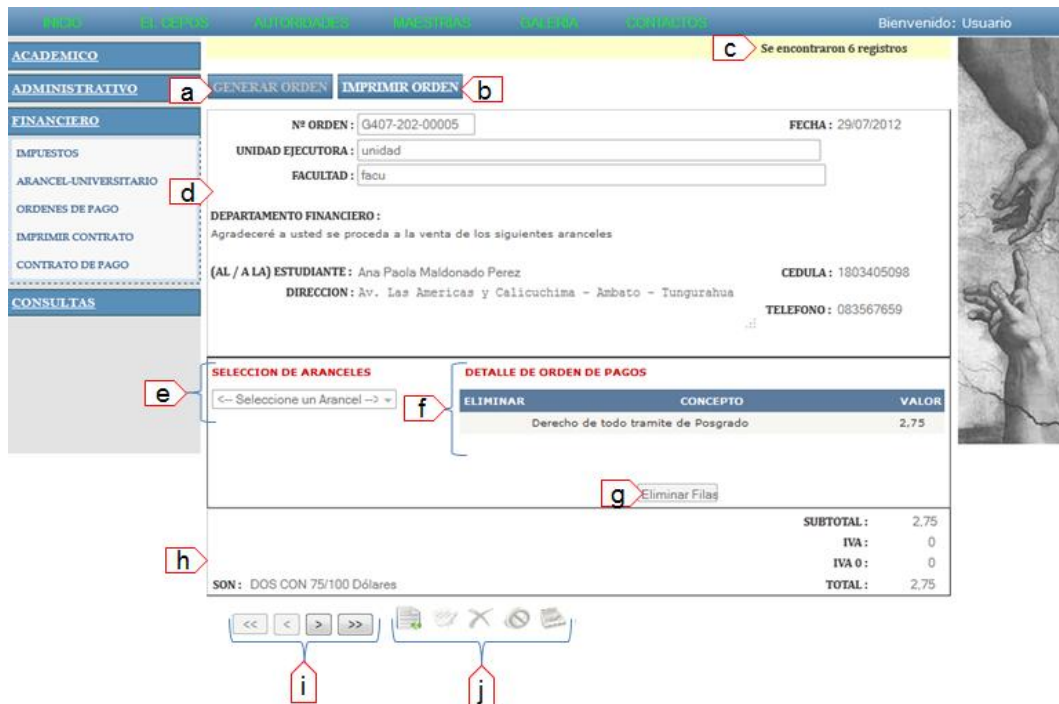 INICIO EL CEPOS AUTORIDADES MAESTRIAS GALERIA CONTACTOS Bienvenido: Usuario
ACADEMICO
ADMINISTRATIVO
FINANCIERO
IMPUESTOS
ARANCEL-UNIVERSITARIO
ORDENES DE PAGO
IMPRIMIR CONTRATO
CONTRATO DE PAGO
CONSULTAS
c Se encontraron 6 registros
a GENERAR ORDEN IMPRIMIR ORDEN b
Nº ORDEN : G407-202-00005 FECHA : 29/07/2012
UNIDAD EJECUTORA : unidad
FACULTAD : facu
d
DEPARTAMENTO FINANCIERO :
Agradeceré a usted se proceda a la venta de los siguientes aranceles
(AL / A LA) ESTUDIANTE : Ana Paola Maldonado Perez CEDULA : 1803405098
DIRECCION : Av. Las Americas y Calicuchima - Ambato - Tungurahua
TELEFONO : 083567659
SELECCION DE ARANCELES DETALLE DE ORDEN DE PAGOS
e <-- Seleccione un Arancel --> f ELIMINAR CONCEPTO VALOR
Derecho de todo tramite de Posgrado 2,75
g Eliminar Filas
SUBTOTAL : 2,75
IVA : 0
h IVA 0 : 0
SON : DOS CON 75/100 Dólares TOTAL : 2,75
<< < > >>
i j